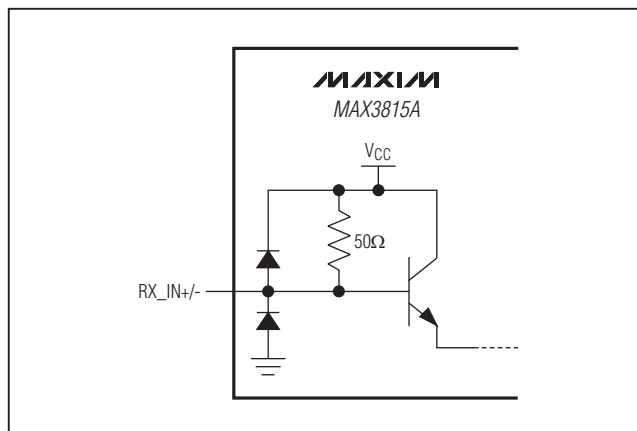 MAXIM
MAX3815A
VCC
50Ω
RX_IN+/-